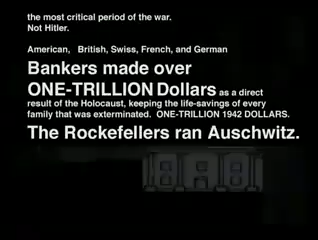 the most critical period of the war.
Not Hitler.
American, British, Swiss, French, and German
Bankers made over
ONE-TRILLION Dollars as a direct
result of the Holocaust, keeping the life-savings of every
family that was exterminated. ONE-TRILLION 1942 DOLLARS.
The Rockefellers ran Auschwitz.